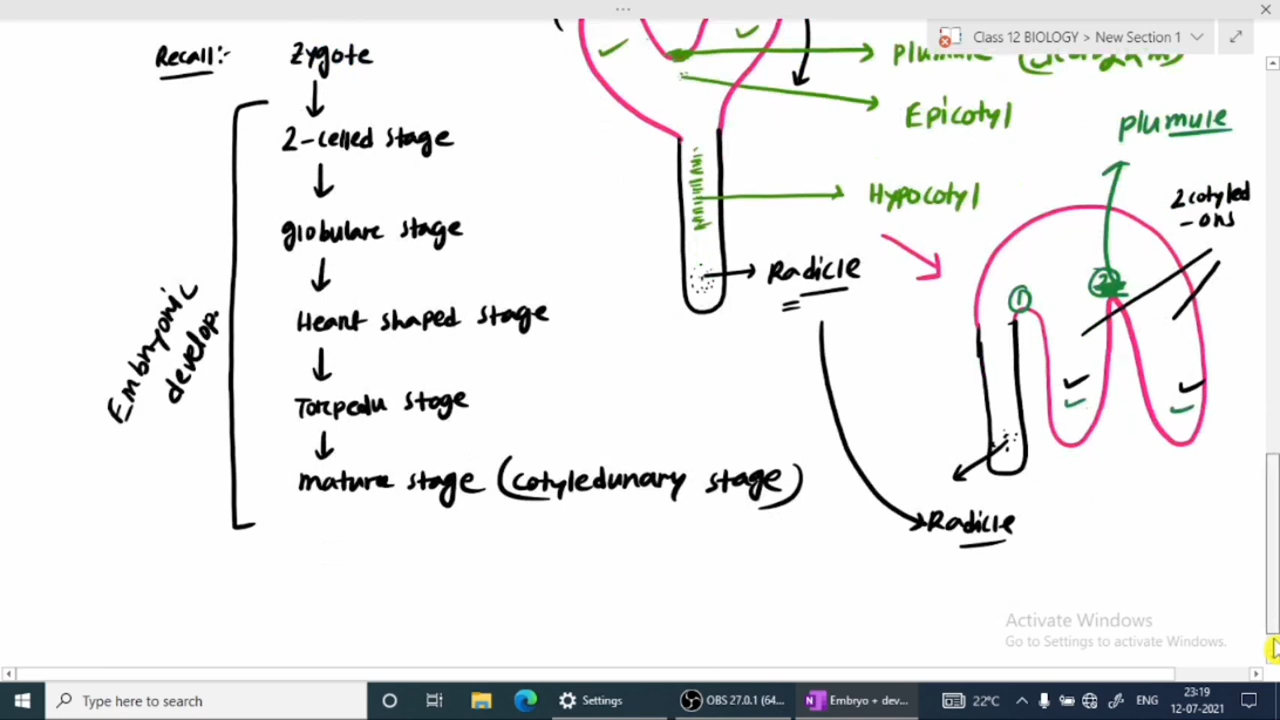 Class 12 BIOLOGY > New Section 1
Recall:-
Zygote
2-celled stage
globulare stage
Heart shaped stage
Torpedu stage
mature stage (cotyledunary stage)
Embryonic
develop.
plumule
Epicotyl
Hypocotyl
Radicle
plumule
2 cotyled
-ons
1
2
Radicle
Activate Windows
Go to Settings to activate Windows.
Type here to search
Settings
OBS 27.0.1 (64...
Embryo + dev...
22°C
ENG
23:19
12-07-2021